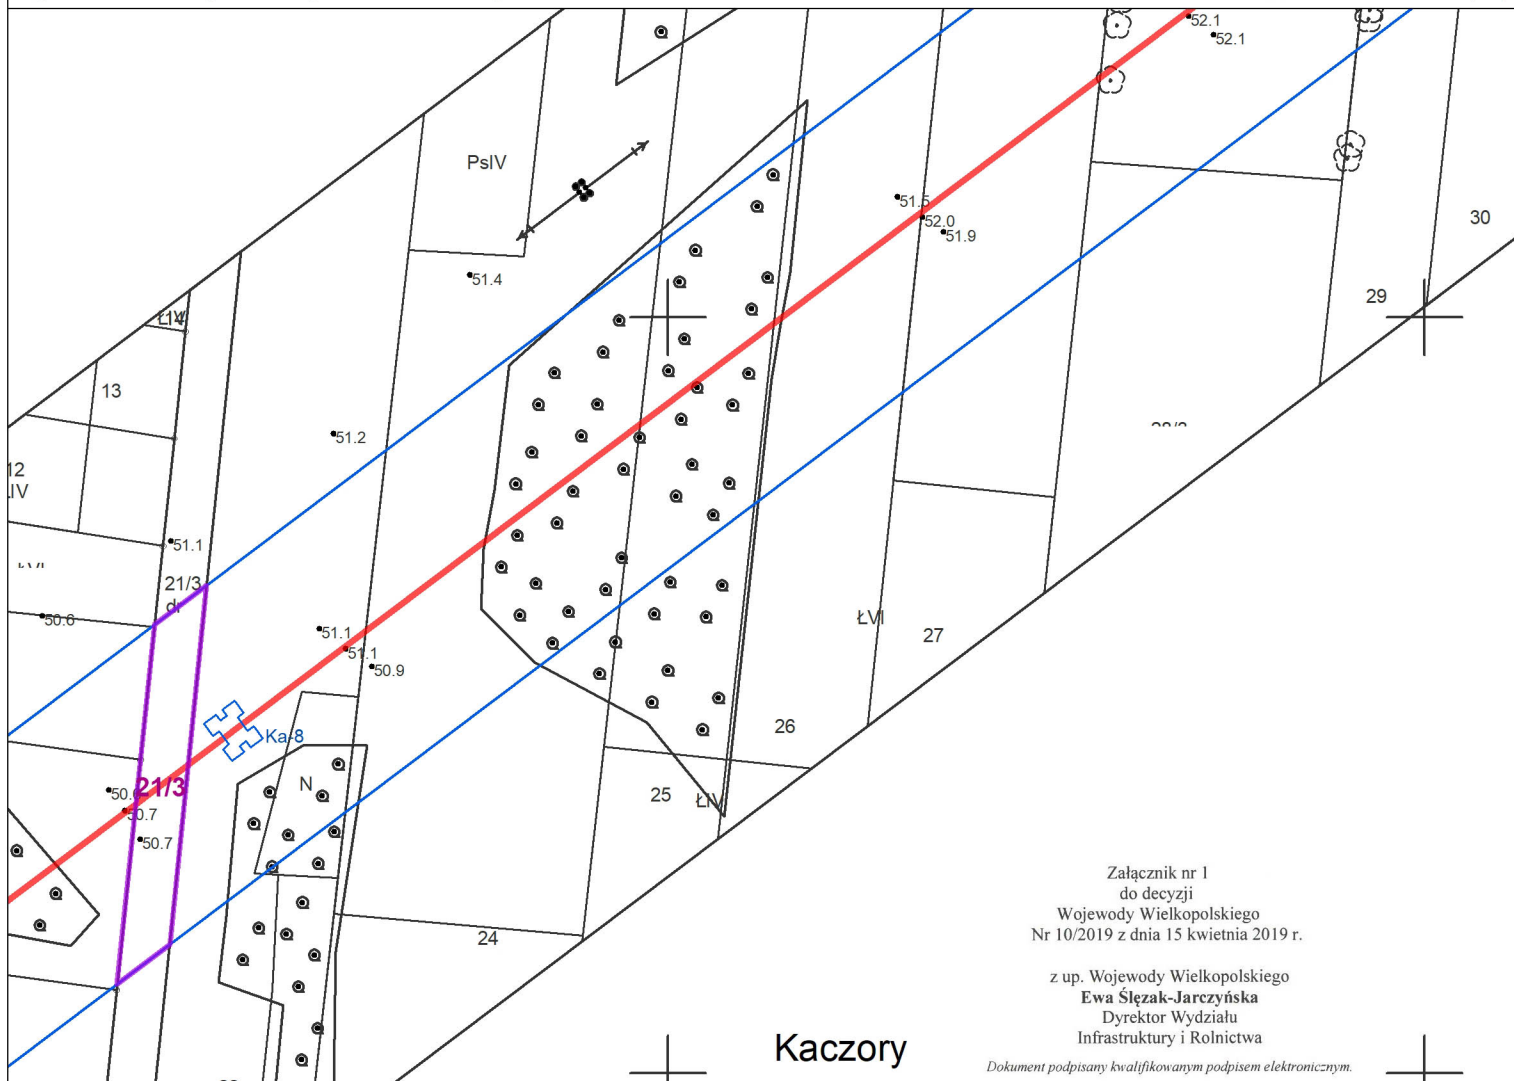 52.1
52.1
PsIV
51.5
52.0
51.9
30
51.4
29
ŁIV
14
13
51.2
12
ŁIV
51.1
21/3
dr
50.6
51.1
51.1
50.9
ŁVI
27
Ka-8
26
N
21/3
50.7
50.7
25
ŁIV
24
Załącznik nr 1
do decyzji
Wojewody Wielkopolskiego
Nr 10/2019 z dnia 15 kwietnia 2019 r.
z up. Wojewody Wielkopolskiego
Ewa Ślęzak-Jarczyńska
Dyrektor Wydziału
Infrastruktury i Rolnictwa
Dokument podpisany kwalifikowanym podpisem elektronicznym.
Kaczory